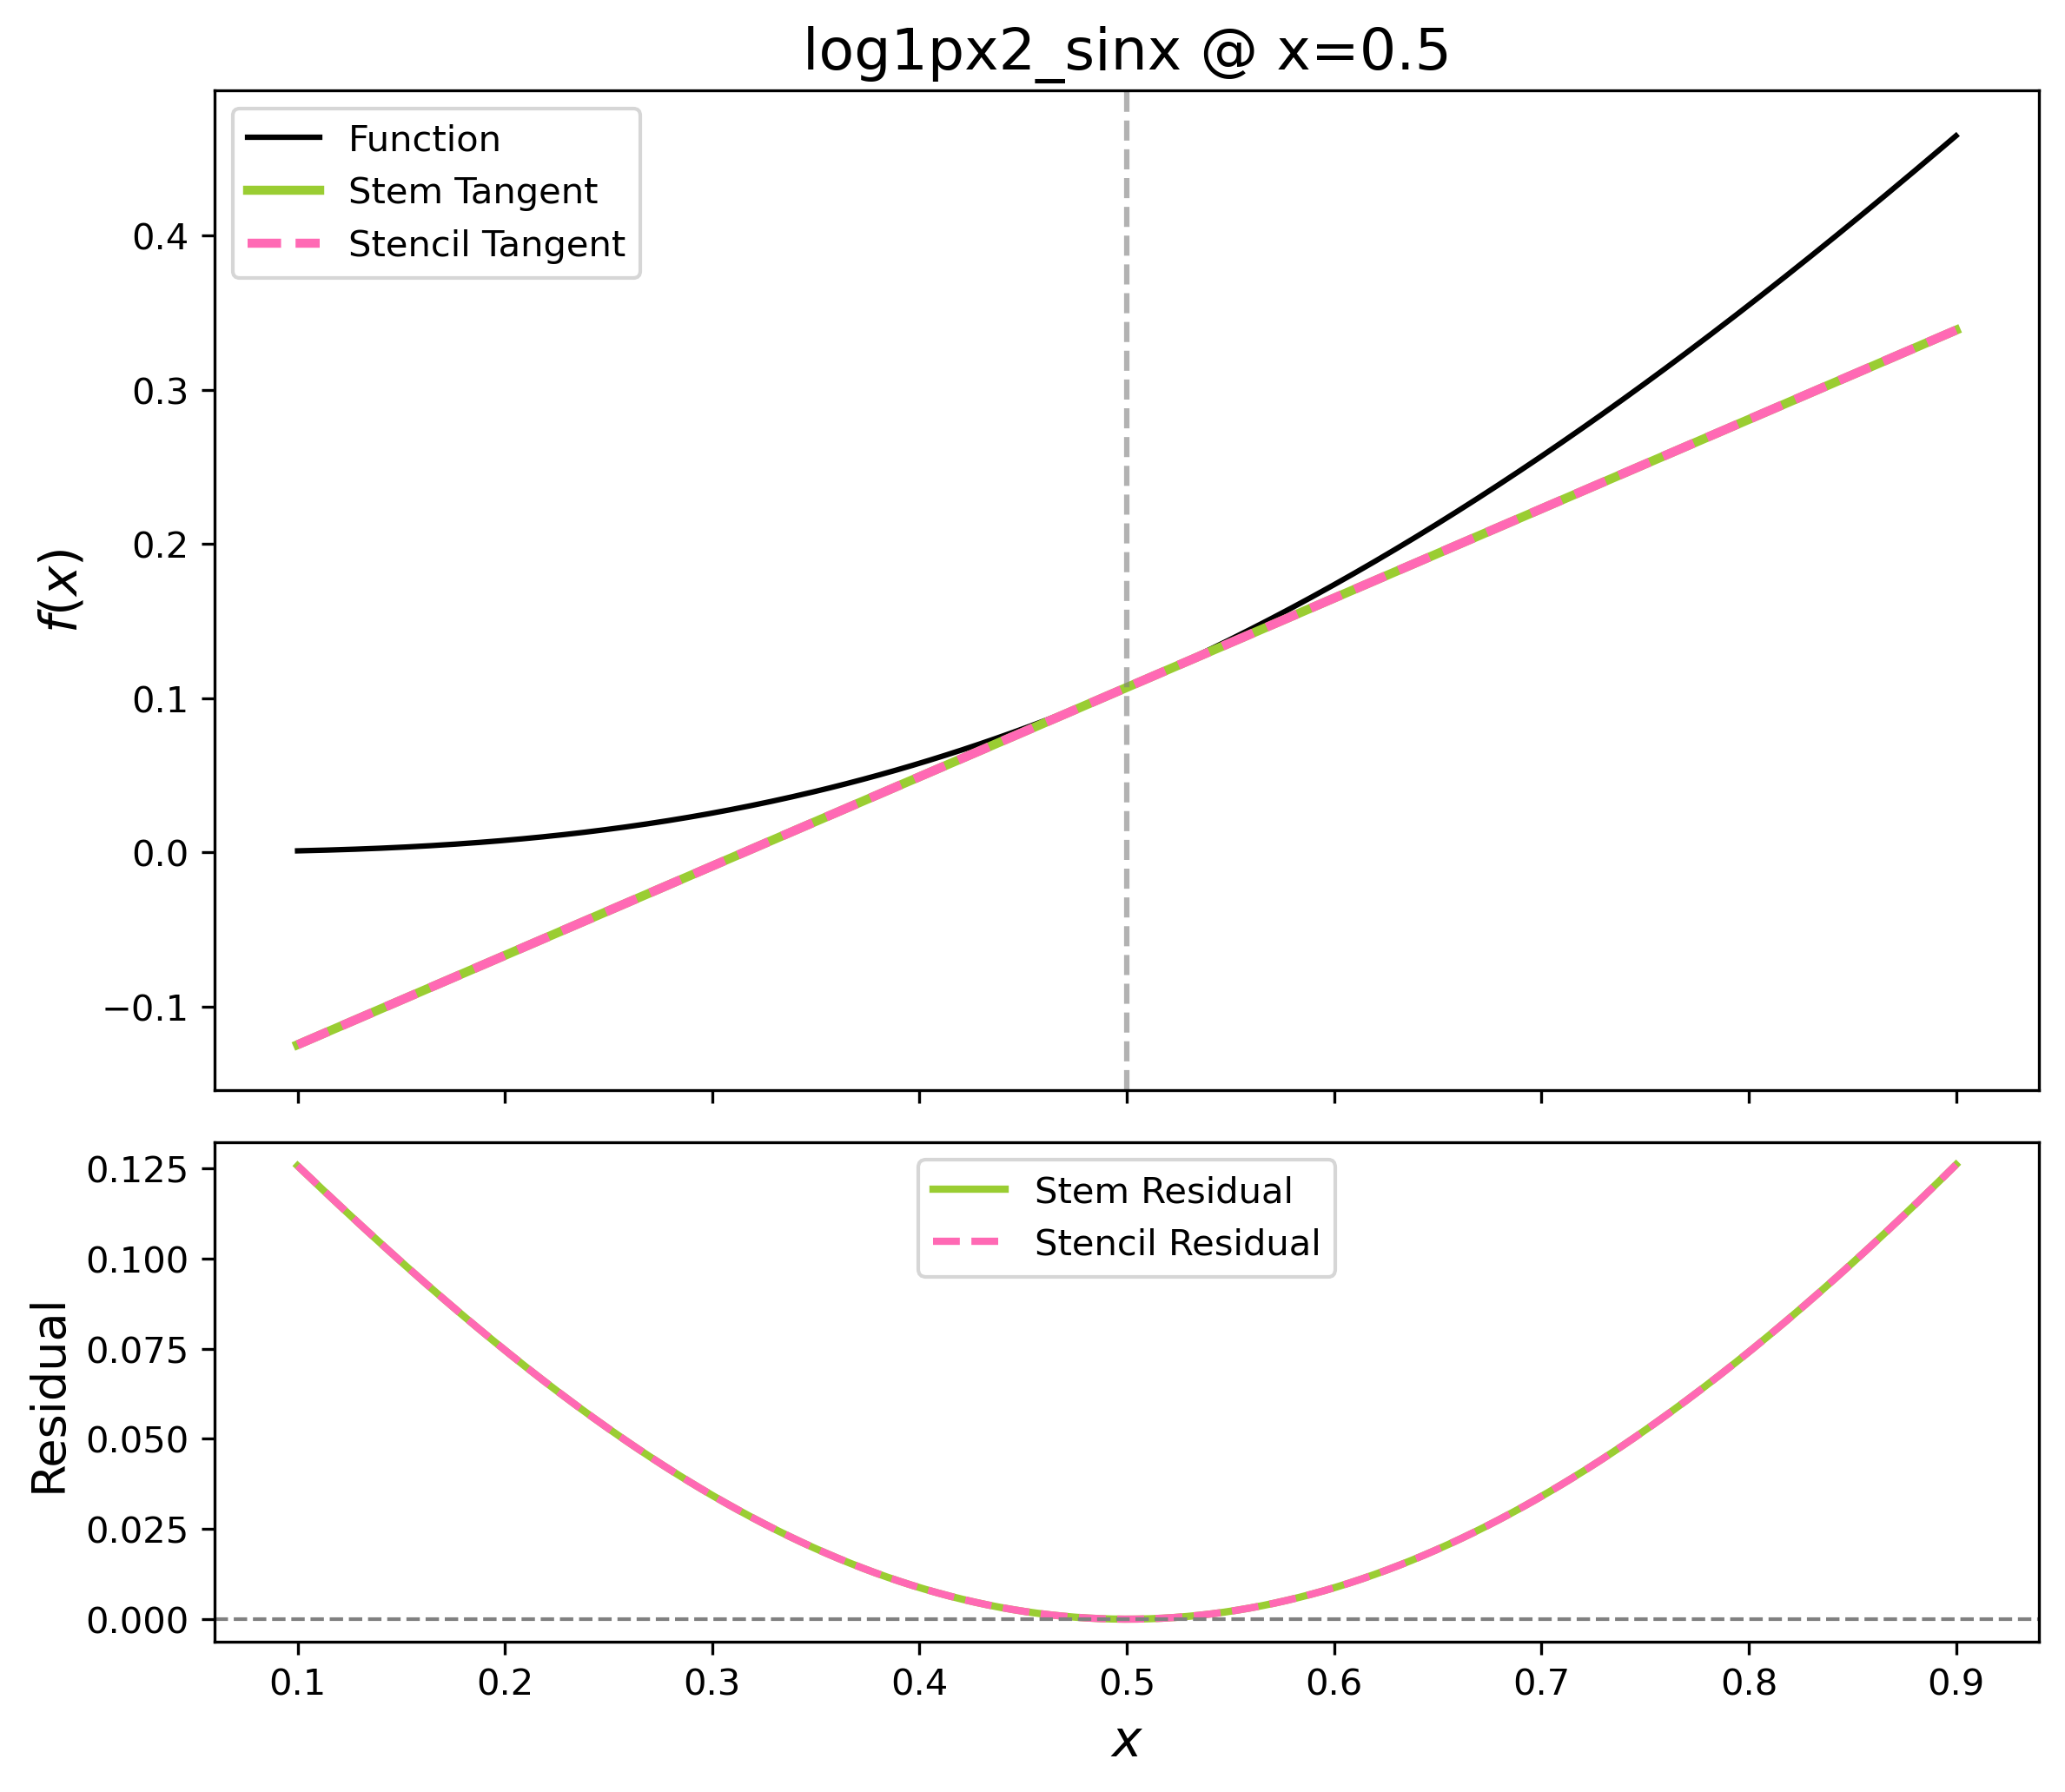 log1px2_sinx @ x=0.5
Function
Stem Tangent
Stencil Tangent
f(x)
0.4
0.3
0.2
0.1
0.0
−0.1
Stem Residual
Stencil Residual
Residual
0.125
0.100
0.075
0.050
0.025
0.000
0.1 0.2 0.3 0.4 0.5 0.6 0.7 0.8 0.9
x